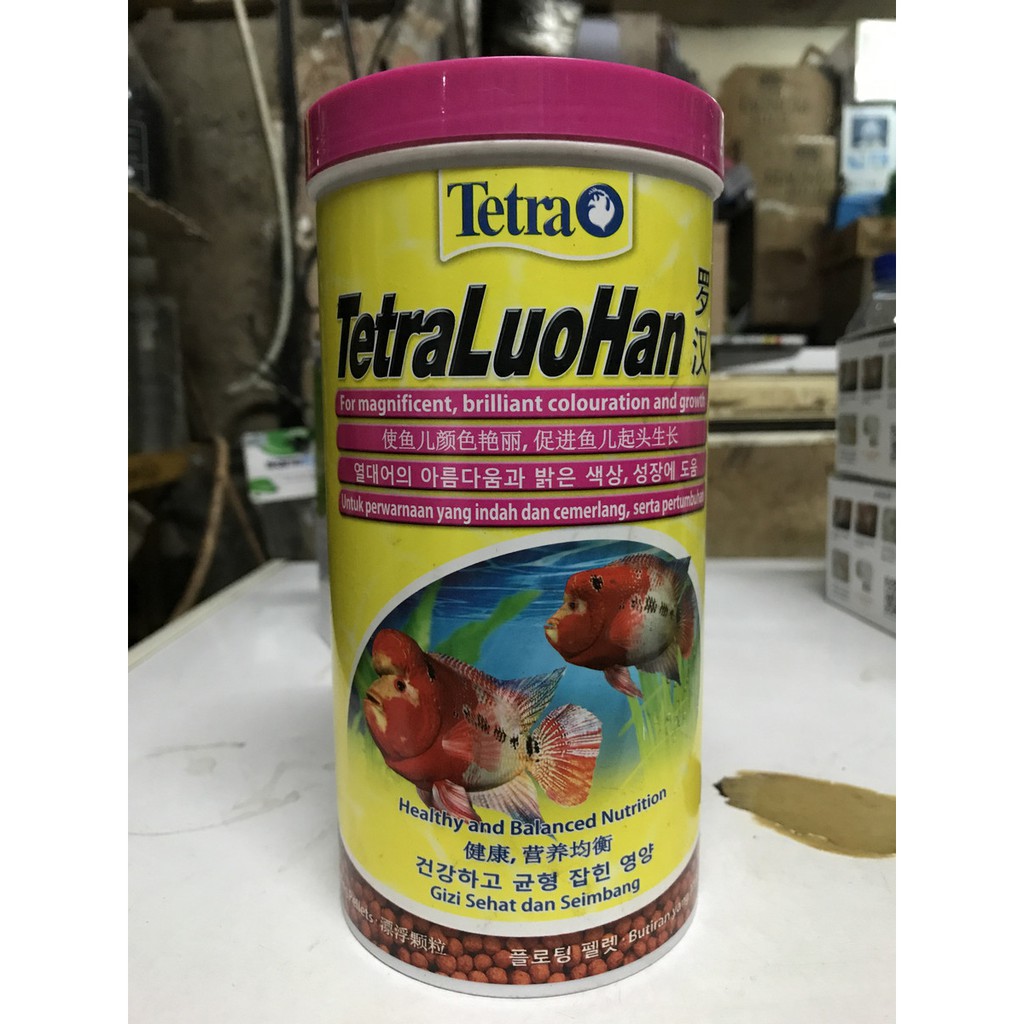 Tetra
TetraLuoHan
罗汉
For magnificent, brilliant colouration and growth
使鱼儿颜色艳丽, 促进鱼儿起头生长
열대어의 아름다움과 밝은 색상, 성장에 도움
Untuk perwarnaan yang indah dan cemerlang, serta pertumbuhan
Healthy and Balanced Nutrition
健康, 营养均衡
건강하고 균형 잡힌 영양
Gizi Sehat dan Seimbang
漂浮颗粒 플로팅 펠렛 · Butiran